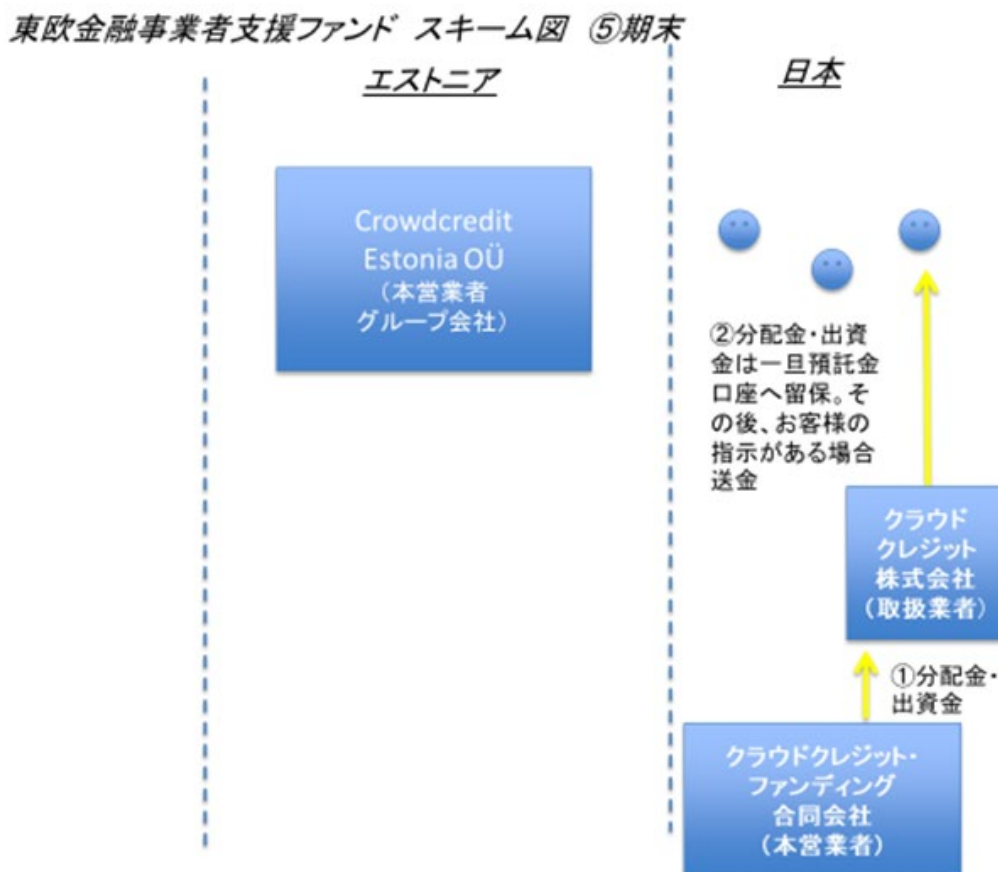 東欧金融事業者支援ファンド スキーム図 ⑤期末
エストニア
日本
Crowdcredit
Estonia OÜ
（本営業者
グループ会社）
②分配金・出資
金は一旦預託金
口座へ留保。そ
の後、お客様の
指示がある場合
送金
クラウド
クレジット
株式会社
（取扱業者）
①分配金・
出資金
クラウドクレジット・
ファンディング
合同会社
（本営業者）